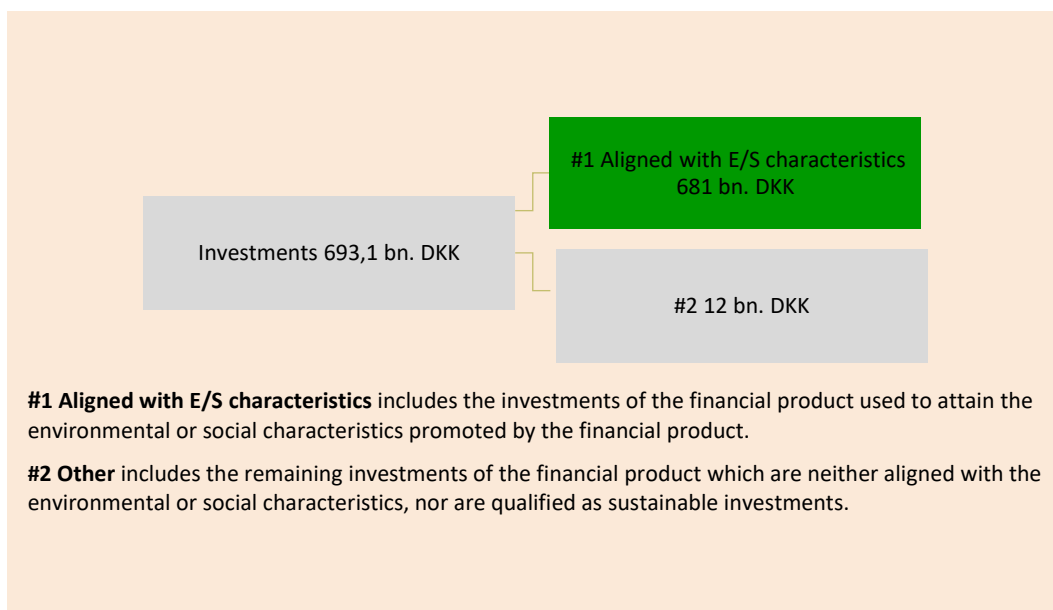 #1 Aligned with E/S characteristics
681 bn. DKK
Investments 693,1 bn. DKK
#2 12 bn. DKK
#1 Aligned with E/S characteristics includes the investments of the financial product used to attain the
environmental or social characteristics promoted by the financial product.
#2 Other includes the remaining investments of the financial product which are neither aligned with the
environmental or social characteristics, nor are qualified as sustainable investments.